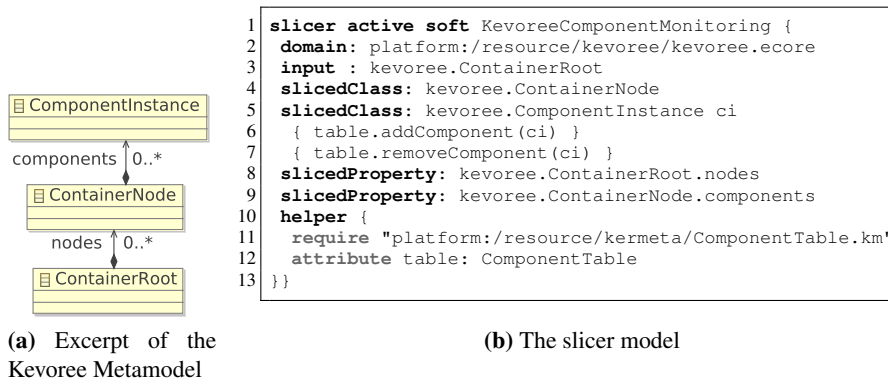 ComponentInstance
components 0..*
ContainerNode
nodes 0..*
ContainerRoot
(a) Excerpt of the
Kevoree Metamodel
1 slicer active soft KevoreeComponentMonitoring {
2 domain: platform:/resource/kevoree/kevoree.ecore
3 input : kevoree.ContainerRoot
4 slicedClass: kevoree.ContainerNode
5 slicedClass: kevoree.ComponentInstance ci
6 { table.addComponent(ci) }
7 { table.removeComponent(ci) }
8 slicedProperty: kevoree.ContainerRoot.nodes
9 slicedProperty: kevoree.ContainerNode.components
10 helper {
11 require "platform:/resource/kermeta/ComponentTable.km"
12 attribute table: ComponentTable
13 }}
(b) The slicer model